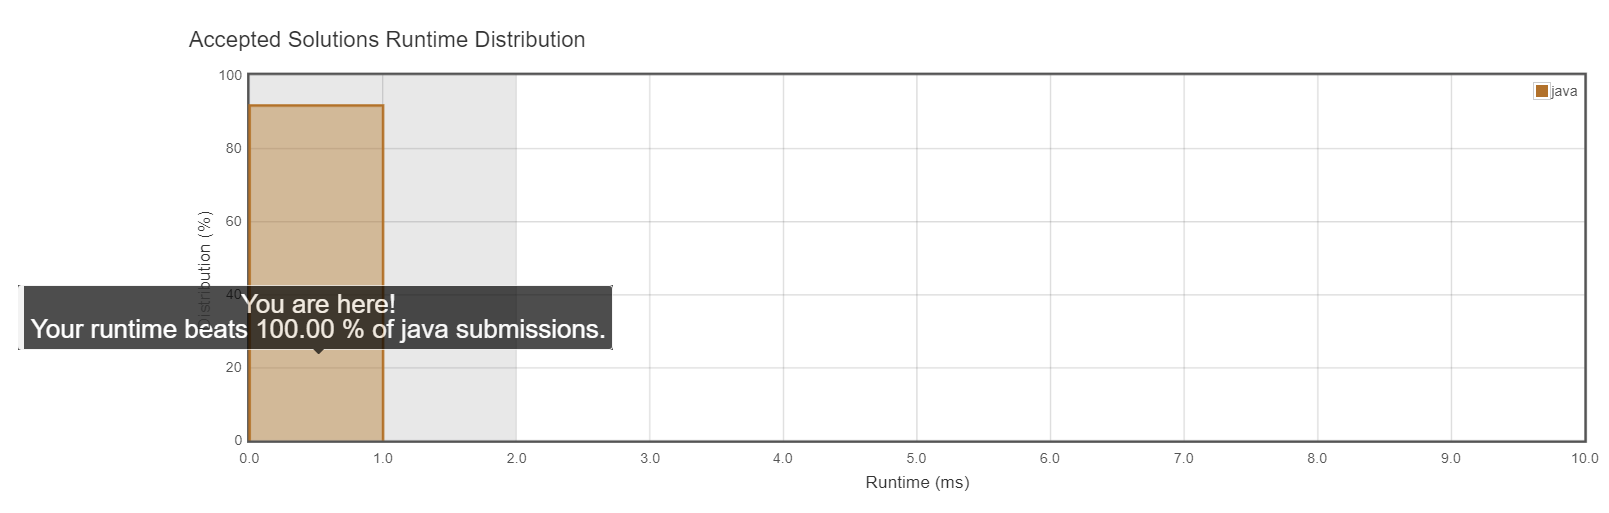 Accepted Solutions Runtime Distribution
100
java
80
60
Distribution (%)
40
You are here!
Your runtime beats 100.00 % of java submissions.
20
0
0.0 1.0 2.0 3.0 4.0 5.0 6.0 7.0 8.0 9.0 10.0
Runtime (ms)